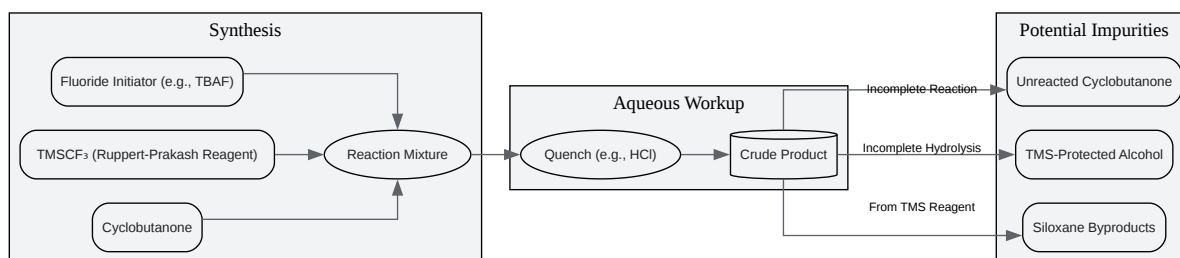 Synthesis
Fluoride Initiator (e.g., TBAF)
TMSCF₃ (Ruppert-Prakash Reagent)
Cyclobutanone
Reaction Mixture
Aqueous Workup
Quench (e.g., HCl)
Crude Product
Incomplete Reaction
Incomplete Hydrolysis
From TMS Reagent
Potential Impurities
Unreacted Cyclobutanone
TMS-Protected Alcohol
Siloxane Byproducts